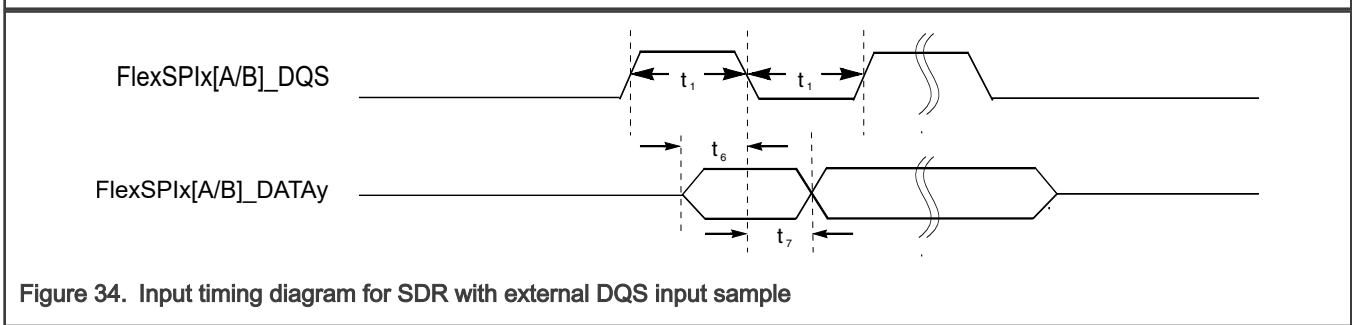 FlexSPIx[A/B]_DQS
t₁ t₁
t₆
FlexSPIx[A/B]_DATAy
t₇
Figure 34. Input timing diagram for SDR with external DQS input sample